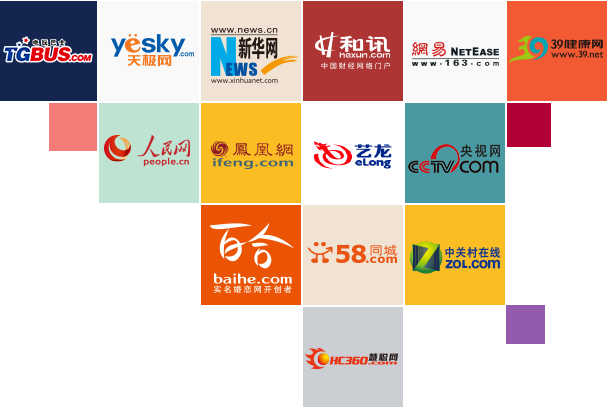 电玩巴士
TGBUS.COM
yesky.com
天极网
www.news.cn
新华网
NEWS
www.xinhuanet.com
和讯
hexun.com
中国财经网络门户
網易 NETEASE
www.163.com
39健康网
www.39.net
人民网
people.cn
鳳凰網
ifeng.com
艺龙
eLong
央视网
CCTV.COM
百合
baihe.com
实名婚恋网开创者
58同城
.com
中关村在线
ZOL.COM
HC360慧聪网
.COM